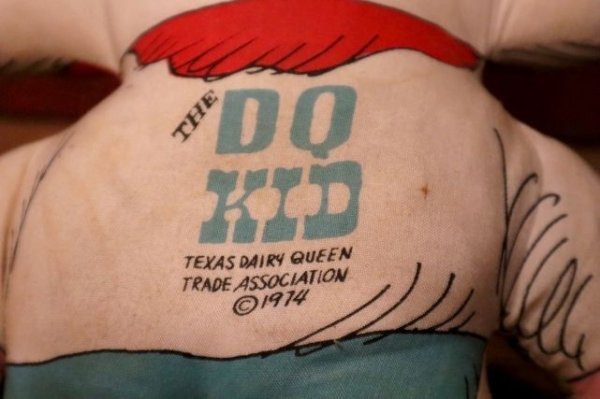 THE
DQ
KID
TEXAS DAIRY QUEEN
TRADE ASSOCIATION
© 1974